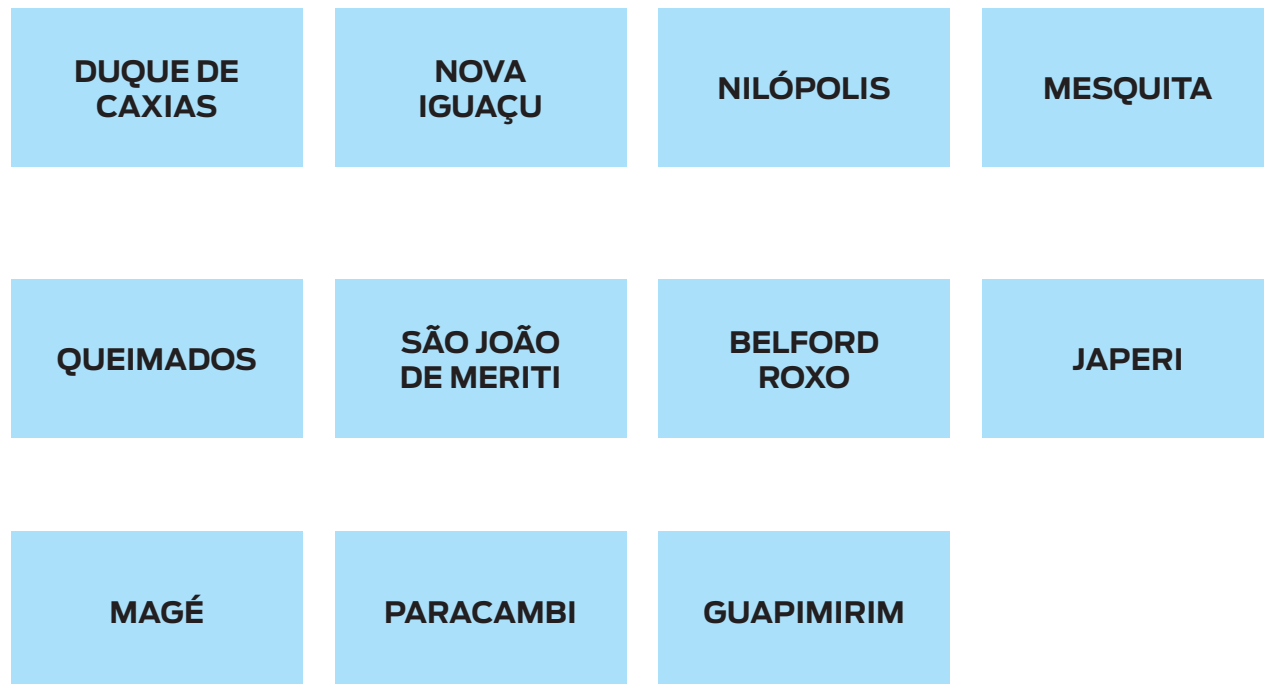 DUQUE DE
CAXIAS
NOVA
IGUAÇU
NILÓPOLIS
MESQUITA
QUEIMADOS
SÃO JOÃO
DE MERITI
BELFORD
ROXO
JAPERI
MAGÉ
PARACAMBI
GUAPIMIRIM